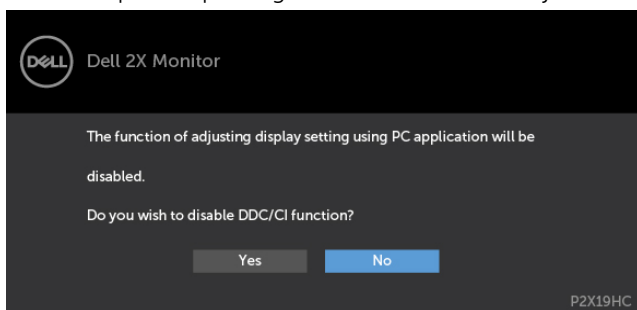 DELL
Dell 2X Monitor
The function of adjusting display setting using PC application will be
disabled.
Do you wish to disable DDC/CI function?
Yes No
P2X19HC